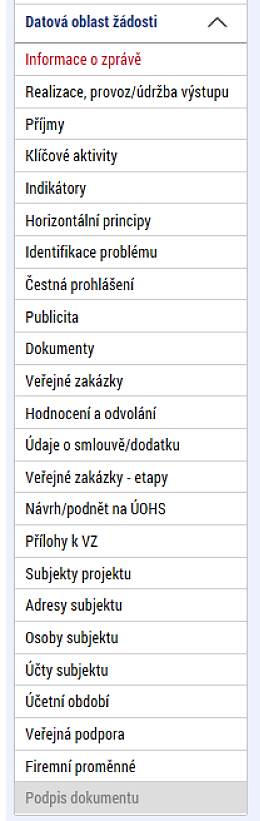 Datová oblast žádosti
Informace o zprávě
Realizace, provoz/údržba výstupu
Příjmy
Klíčové aktivity
Indikátory
Horizontální principy
Identifikace problému
Čestná prohlášení
Publicita
Dokumenty
Veřejné zakázky
Hodnocení a odvolání
Údaje o smlouvě/dodatku
Veřejné zakázky - etapy
Návrh/podnět na ÚOHS
Přílohy k VZ
Subjekty projektu
Adresy subjektu
Osoby subjektu
Účty subjektu
Účetní období
Veřejná podpora
Firemní proměnné
Podpis dokumentu